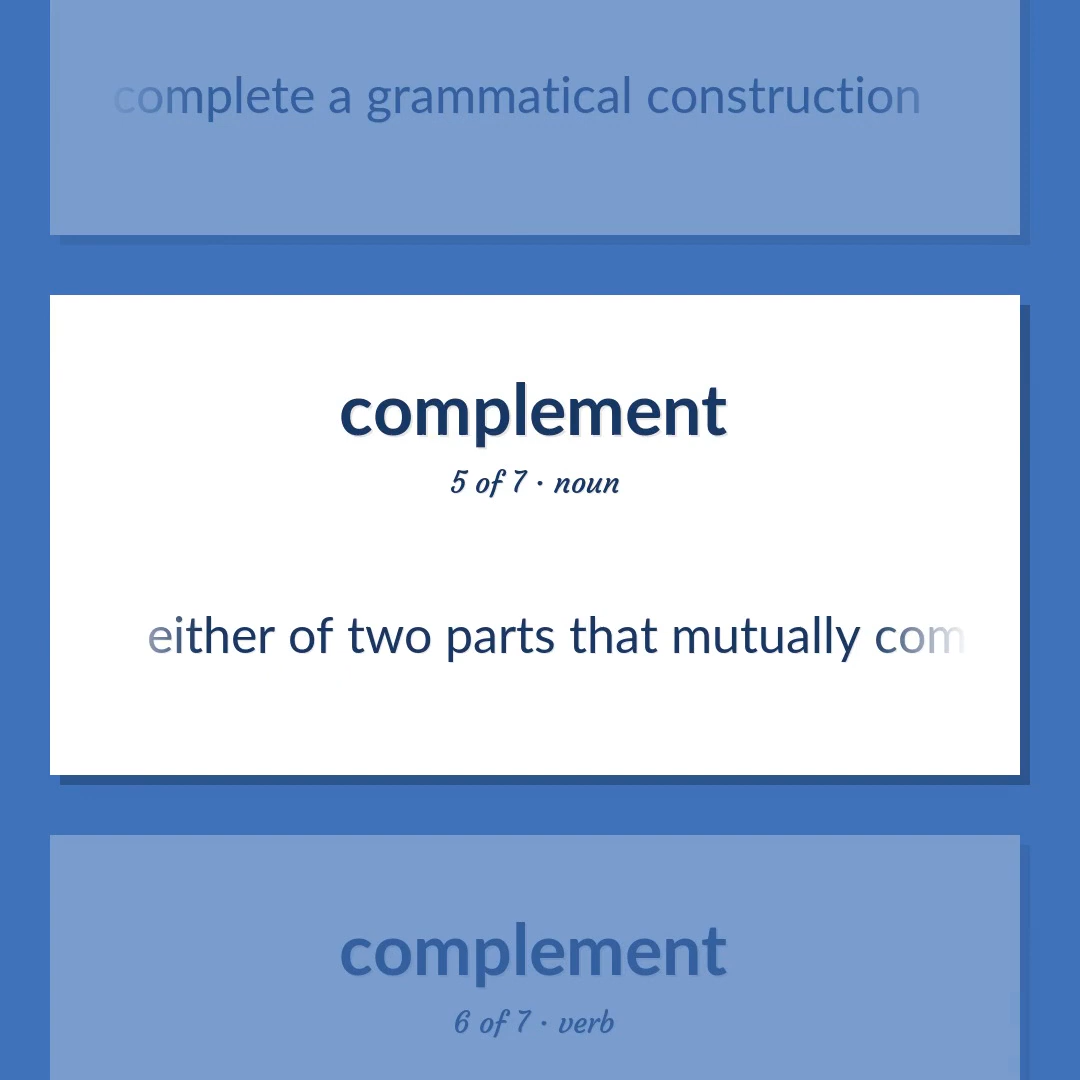 complete a grammatical construction
complement
5 of 7 · noun
either of two parts that mutually com
complement
6 of 7 · verb